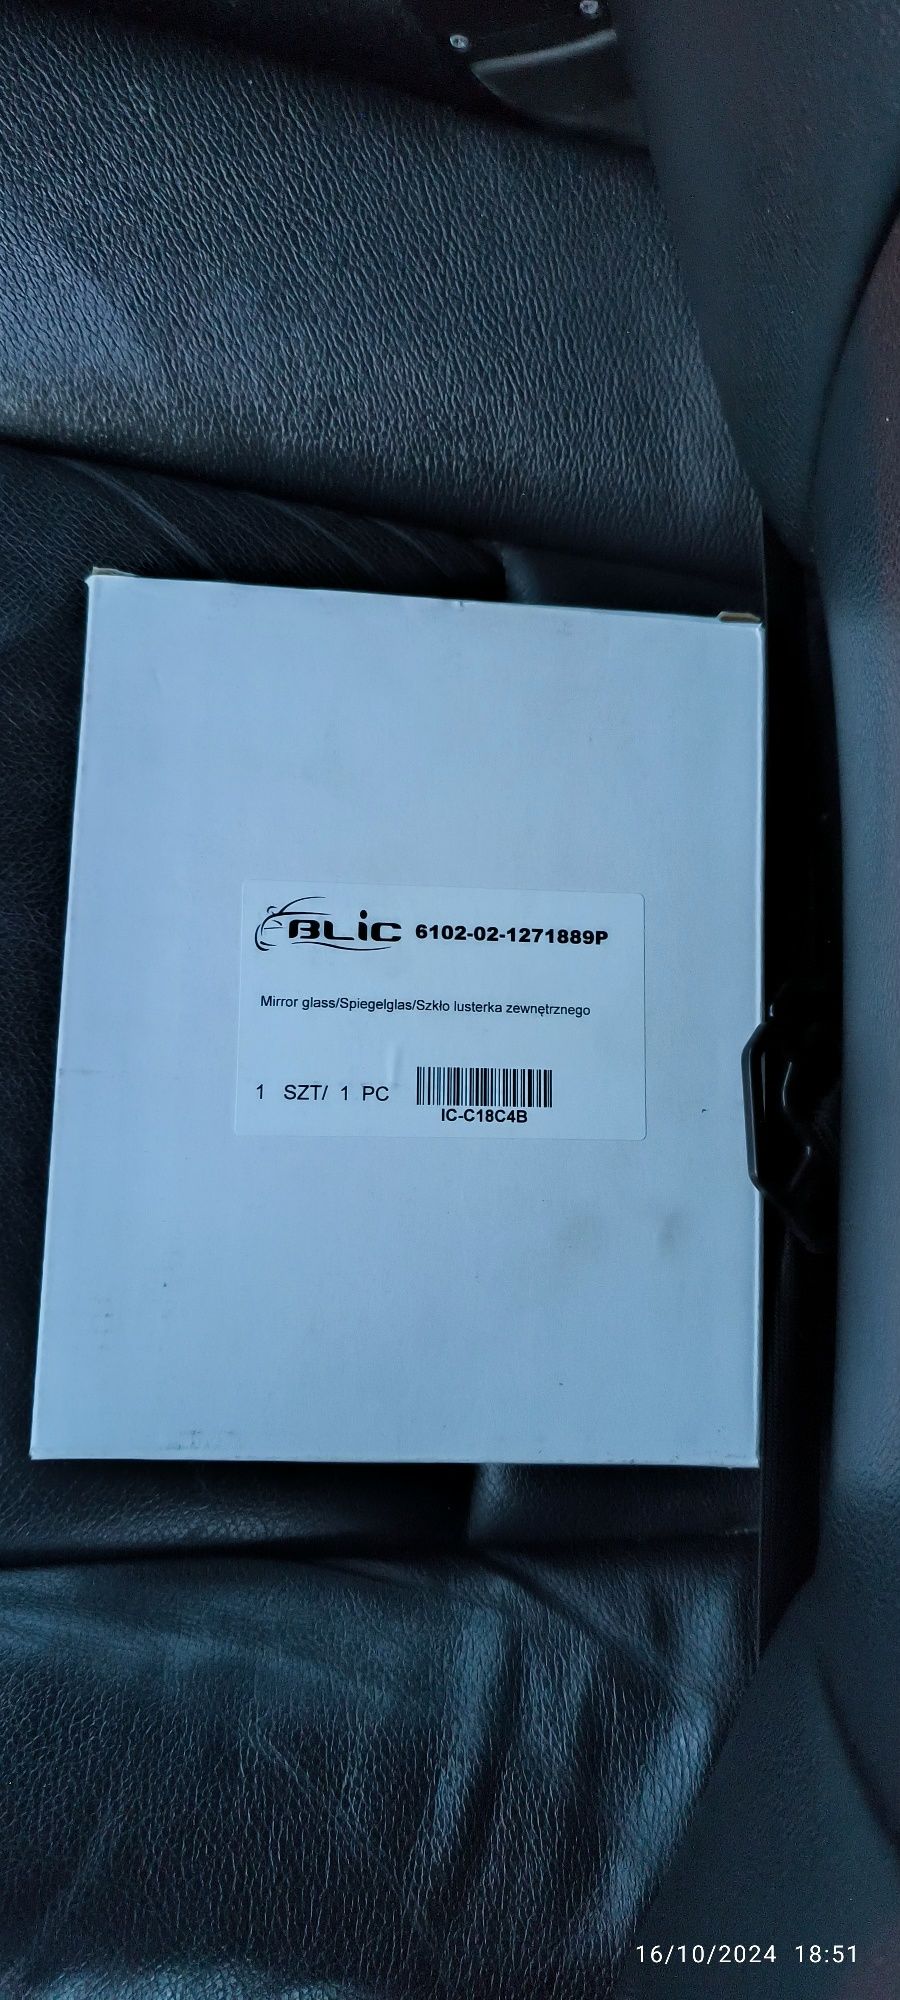 BLiC 6102-02-1271889P
Mirror glass/Spiegelglas/Szkło lusterka zewnętrznego
1 SZT/ 1 PC
IC-C18C4B
16/10/2024 18:51